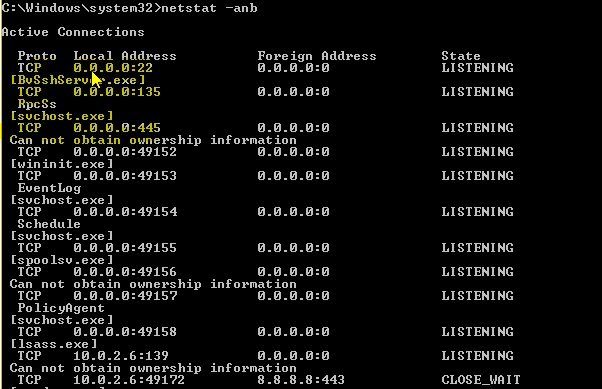 C:\Windows\system32>netstat -anb
Active Connections
Proto Local Address Foreign Address State
TCP 0.0.0.0:22 0.0.0.0:0 LISTENING
[BvSshServer.exe]
TCP 0.0.0.0:135 0.0.0.0:0 LISTENING
RpcSs
[svchost.exe]
TCP 0.0.0.0:445 0.0.0.0:0 LISTENING
Can not obtain ownership information
TCP 0.0.0.0:49152 0.0.0.0:0 LISTENING
[wininit.exe]
TCP 0.0.0.0:49153 0.0.0.0:0 LISTENING
EventLog
[svchost.exe]
TCP 0.0.0.0:49154 0.0.0.0:0 LISTENING
Schedule
[svchost.exe]
TCP 0.0.0.0:49155 0.0.0.0:0 LISTENING
[spoolsv.exe]
TCP 0.0.0.0:49156 0.0.0.0:0 LISTENING
Can not obtain ownership information
TCP 0.0.0.0:49157 0.0.0.0:0 LISTENING
PolicyAgent
[svchost.exe]
TCP 0.0.0.0:49158 0.0.0.0:0 LISTENING
[lsass.exe]
TCP 10.0.2.6:139 0.0.0.0:0 LISTENING
Can not obtain ownership information
TCP 10.0.2.6:49172 8.8.8.8:443 CLOSE_WAIT